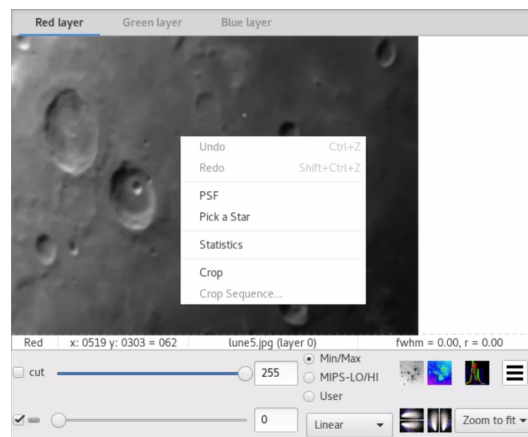 Red layer Green layer Blue layer
Undo Ctrl+Z
Redo Shift+Ctrl+Z
PSF
Pick a Star
Statistics
Crop
Crop Sequence...
Red x: 0519 y: 0303 = 062 lune5.jpg (layer 0) fwhm = 0.00, r = 0.00
cut 255 Min/Max
MIPS-LO/HI
User
0 Linear Zoom to fit